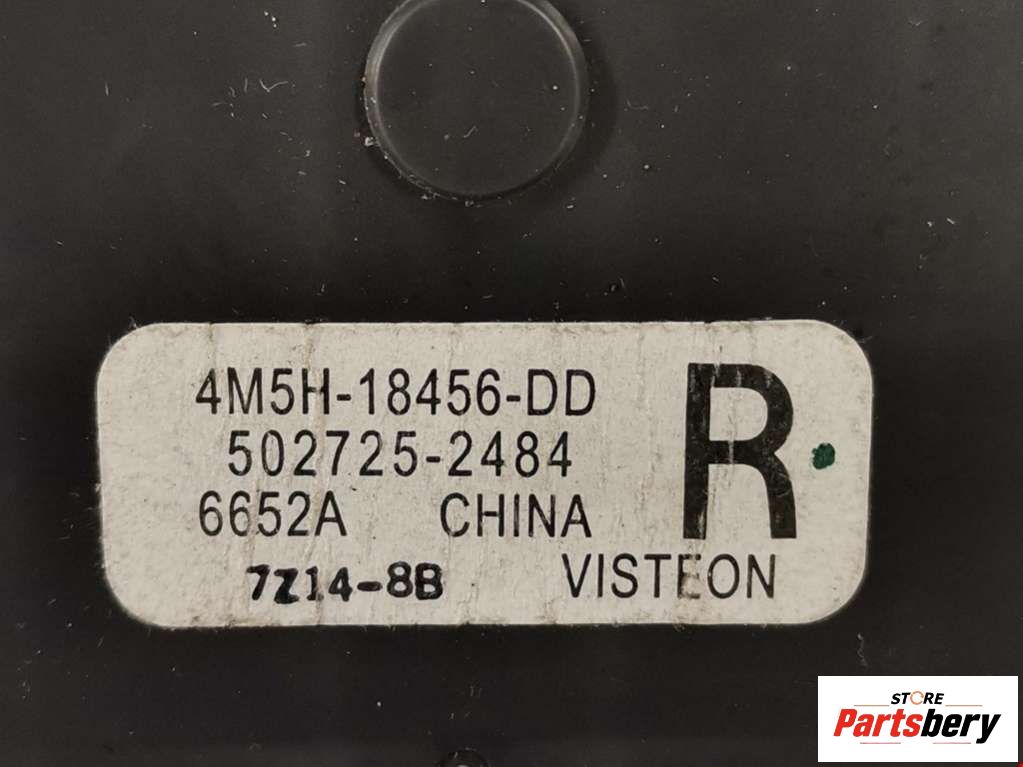 4M5H-18456-DD
502725-2484
R
6652A CHINA
7Z14-8B VISTEON
STORE
Partsbery